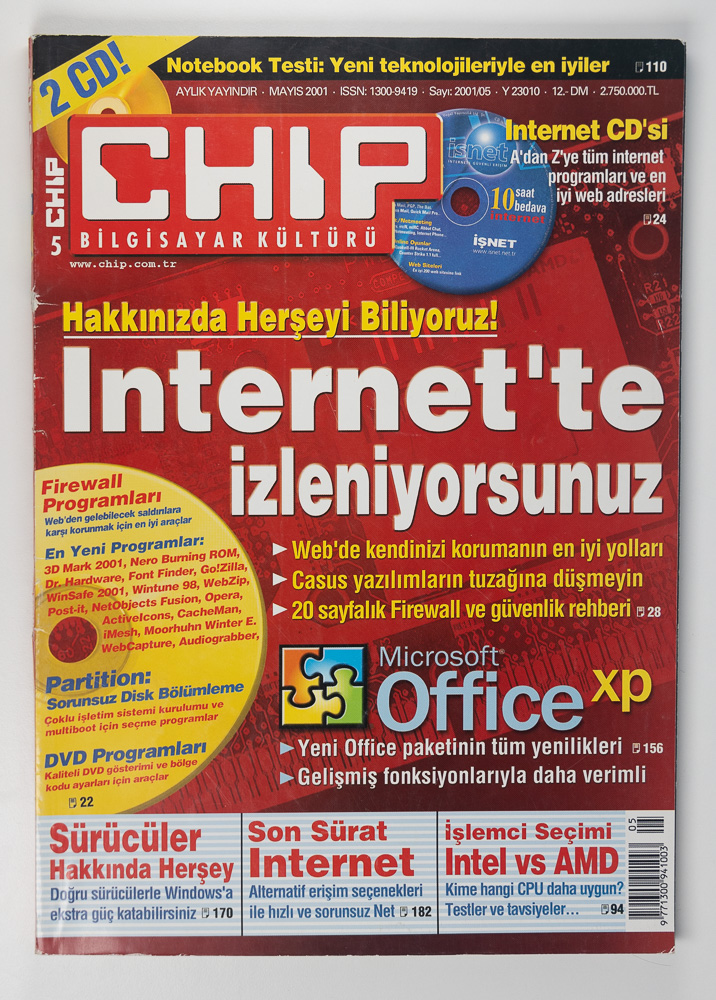 2 CD!
Notebook Testi: Yeni teknolojileriyle en iyiler 110
AYLIK YAYINDIR · MAYIS 2001 · ISSN: 1300-9419 · Sayı: 2001/05 · Y 23010 · 12.- DM · 2.750.000.TL
CHIP
5
CHIP
BİLGİSAYAR KÜLTÜRÜ
www.chip.com.tr
Internet CD'si
A'dan Z'ye tüm internet
programları ve en
iyi web adresleri
24
isnet
10 saat
bedava
internet
İŞNET
Web Siteleri
Hakkınızda Herşeyi Biliyoruz!
Internet'te
izleniyorsunuz
Web'de kendinizi korumanın en iyi yolları
Casus yazılımların tuzağına düşmeyin
20 sayfalık Firewall ve güvenlik rehberi 28
Firewall
Programları
Web'den gelebilecek saldırılara
karşı korunmak için en iyi araçlar
En Yeni Programlar:
3D Mark 2001, Nero Burning ROM,
Dr. Hardware, Font Finder, Go!Zilla,
WinSafe 2001, Wintune 98, WebZip,
Post-it, NetObjects Fusion, Opera,
ActiveIcons, CacheMan,
iMesh, Moorhuhn Winter E.
WebCapture, Audiograbber,
Partition:
Sorunsuz Disk Bölümleme
Çoklu işletim sistemi kurulumu ve
multiboot için seçme programlar
DVD Programları
Kaliteli DVD gösterimi ve bölge
kodu ayarları için araçlar
22
Microsoft®
Office xp
Yeni Office paketinin tüm yenilikleri 156
Gelişmiş fonksiyonlarıyla daha verimli
Sürücüler
Hakkında Herşey
Doğru sürücülerle Windows'a
ekstra güç katabilirsiniz 170
Son Sürat
Internet
Alternatif erişim seçenekleri
ile hızlı ve sorunsuz Net 182
İşlemci Seçimi
Intel vs AMD
Kime hangi CPU daha uygun?
Testler ve tavsiyeler... 94
05
9 771300 941003